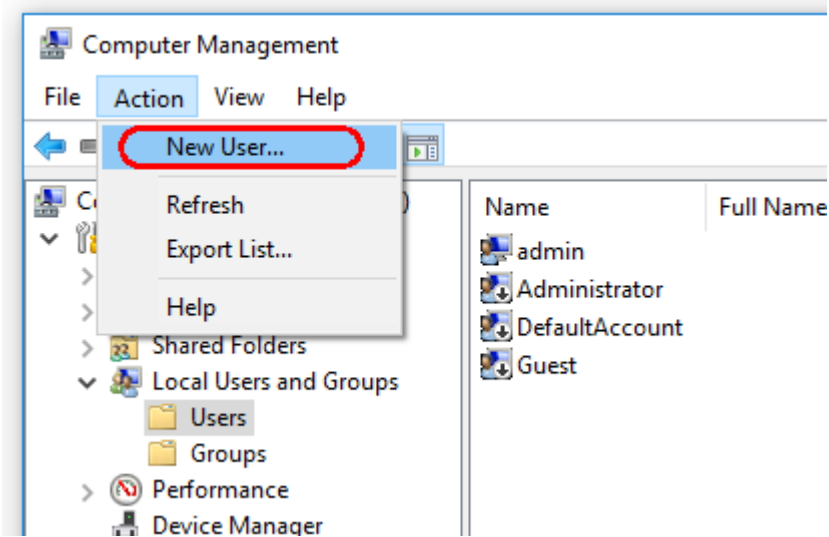 Computer Management
File Action View Help
New User...
Refresh
Export List...
Help
Shared Folders
Local Users and Groups
Users
Groups
Performance
Device Manager
Name Full Name
admin
Administrator
DefaultAccount
Guest